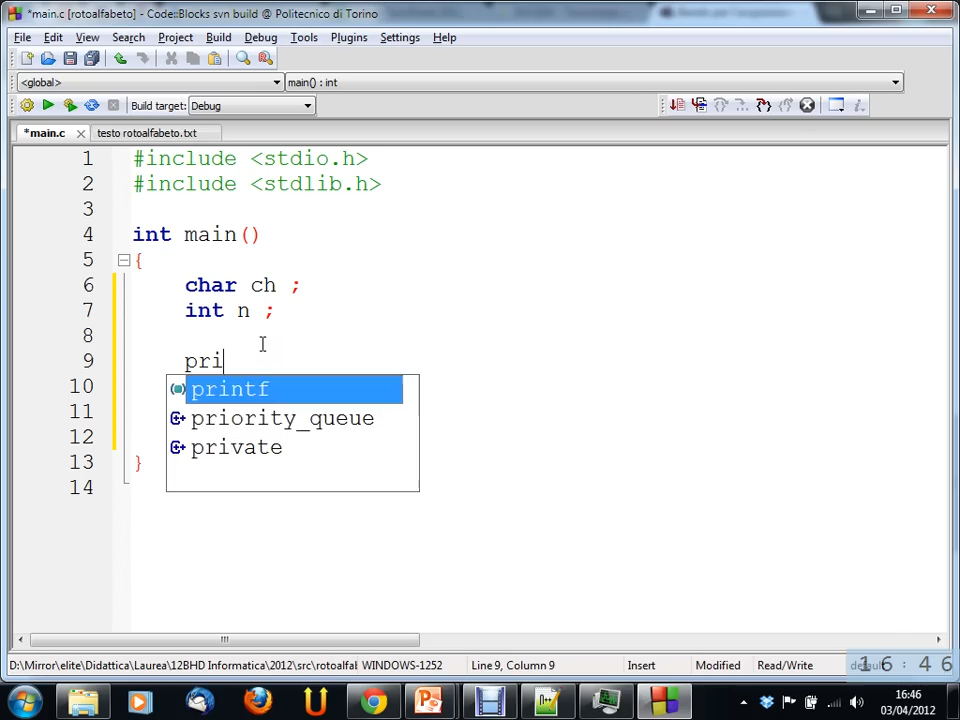 *main.c [rotoalfabeto] - Code::Blocks svn build @ Politecnico di Torino
File Edit View Search Project Build Debug Tools Plugins Settings Help
<global> main() : int
Build target: Debug
*main.c testo rotoalfabeto.txt
1 #include <stdio.h>
2 #include <stdlib.h>
3
4 int main()
5 {
6 char ch ;
7 int n ;
8
9 pri
10 printf
11 priority_queue
12 private
13 }
14
D:\Mirror\elite\Didattica\Laurea\12BHD Informatica\2012\src\rotoalfab WINDOWS-1252 Line 9, Column 9 Insert Modified Read/Write default
16:46
16:46
03/04/2012